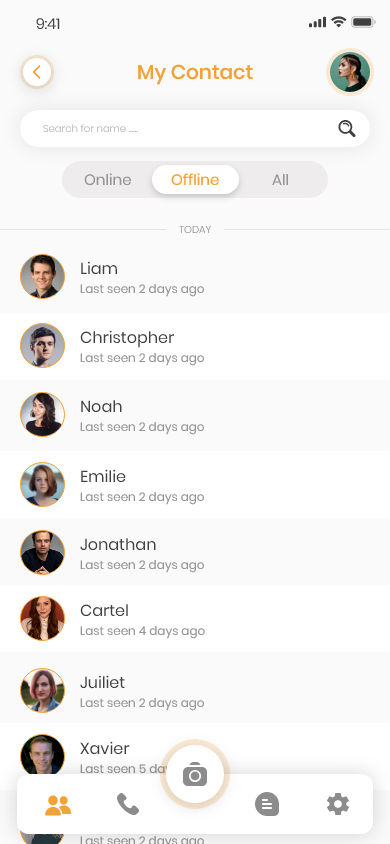 9:41
My Contact
Search for name ....
Online
Offline
All
TODAY
Liam
Last seen 2 days ago
Christopher
Last seen 2 days ago
Noah
Last seen 2 days ago
Emilie
Last seen 2 days ago
Jonathan
Last seen 2 days ago
Cartel
Last seen 4 days ago
Juiliet
Last seen 2 days ago
Xavier
Last seen 5 da
Last seen 2 days ago